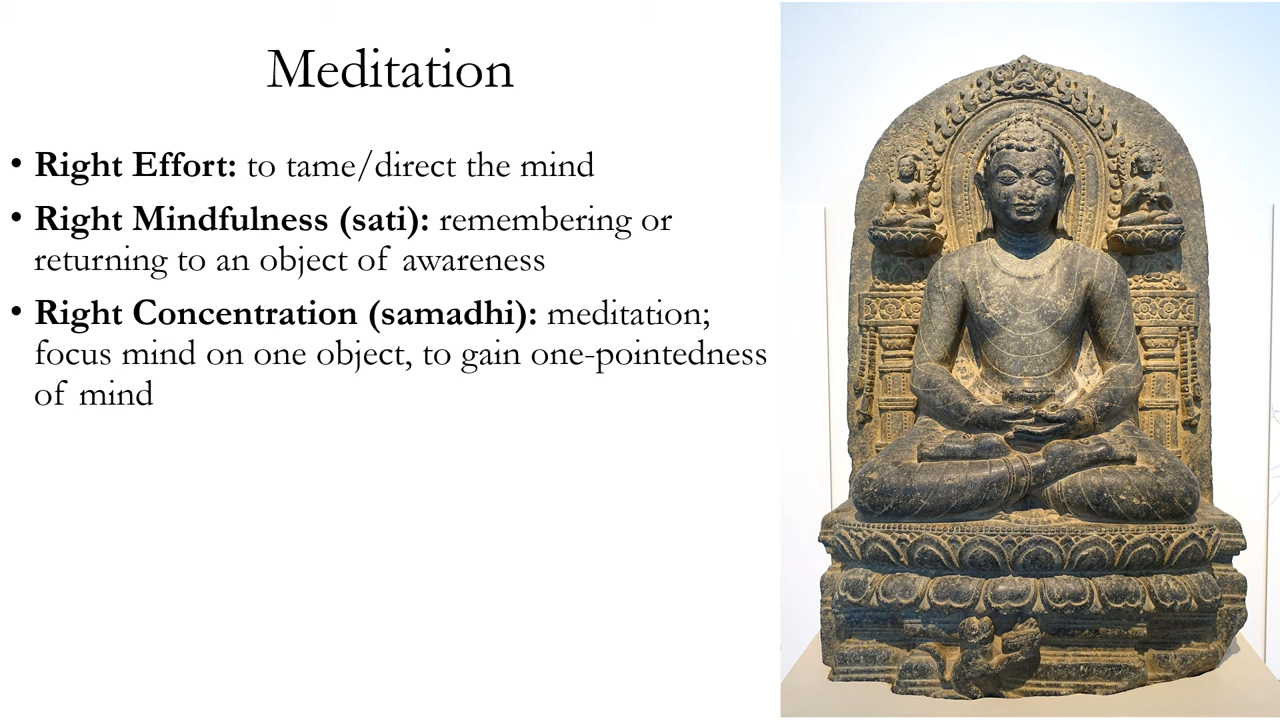 Meditation
• Right Effort: to tame/direct the mind
• Right Mindfulness (sati): remembering or
returning to an object of awareness
• Right Concentration (samadhi): meditation;
focus mind on one object, to gain one-pointedness
of mind